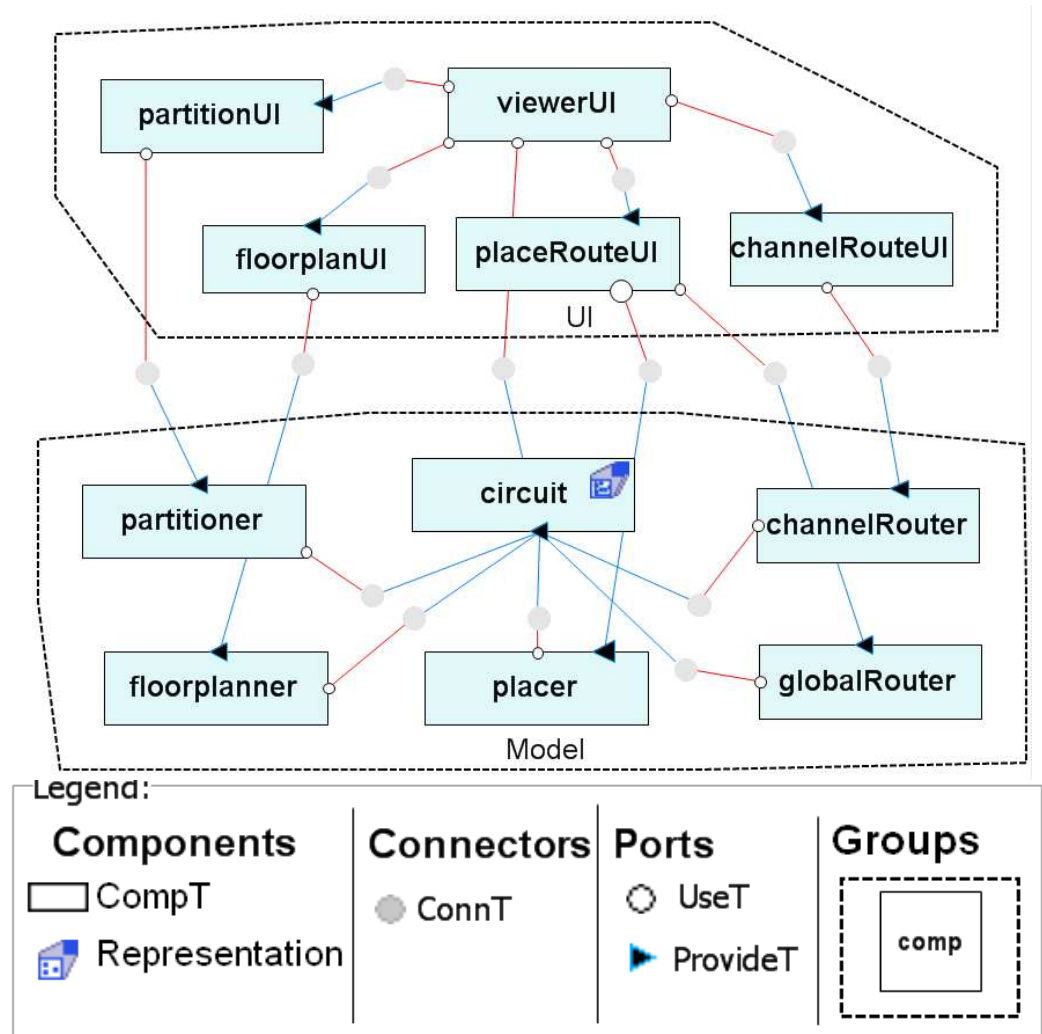 viewerUI
partitionUI
floorplanUI
placeRouteUI
channelRouteUI
UI
circuit
partitioner
channelRouter
floorplanner
placer
globalRouter
Model
Legend:
Components
Connectors
Ports
Groups
CompT
ConnT
UseT
comp
Representation
ProvideT